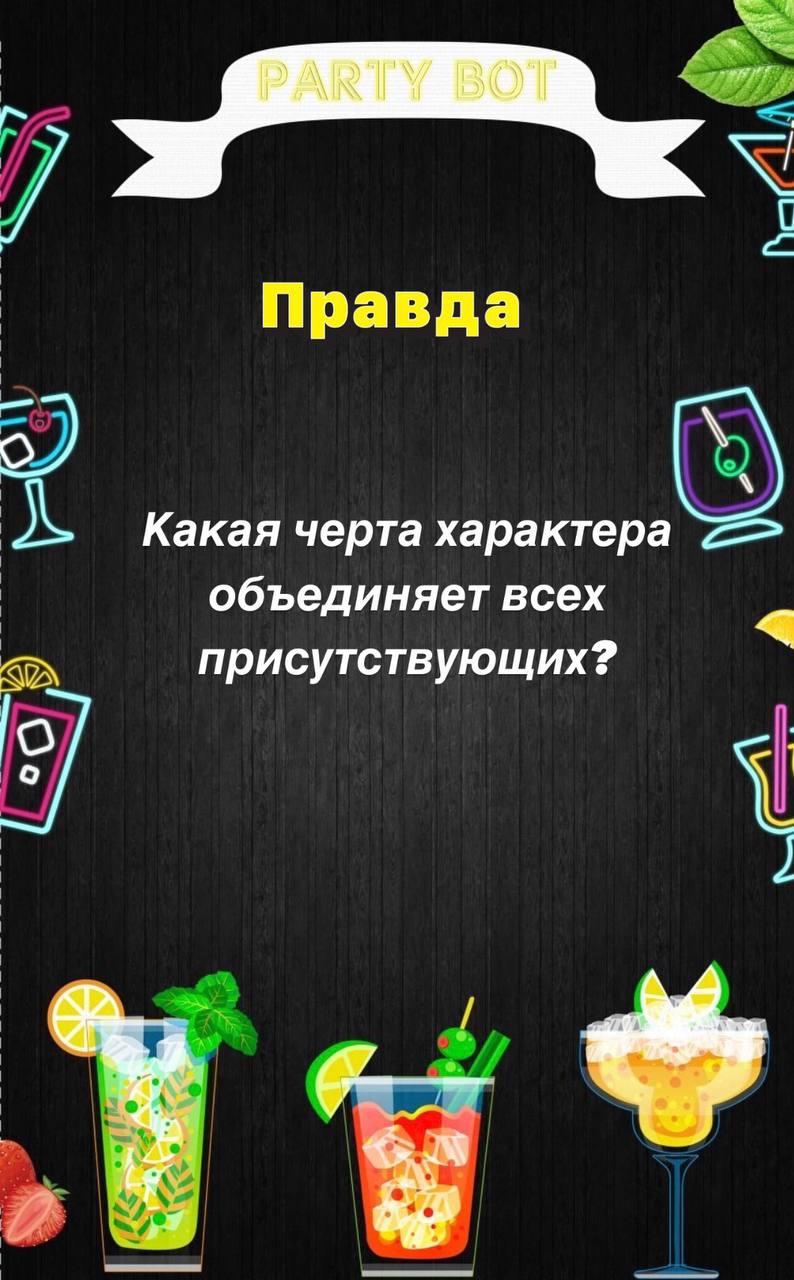 PARTY BOT
Правда
Какая черта характера
объединяет всех
присутствующих?